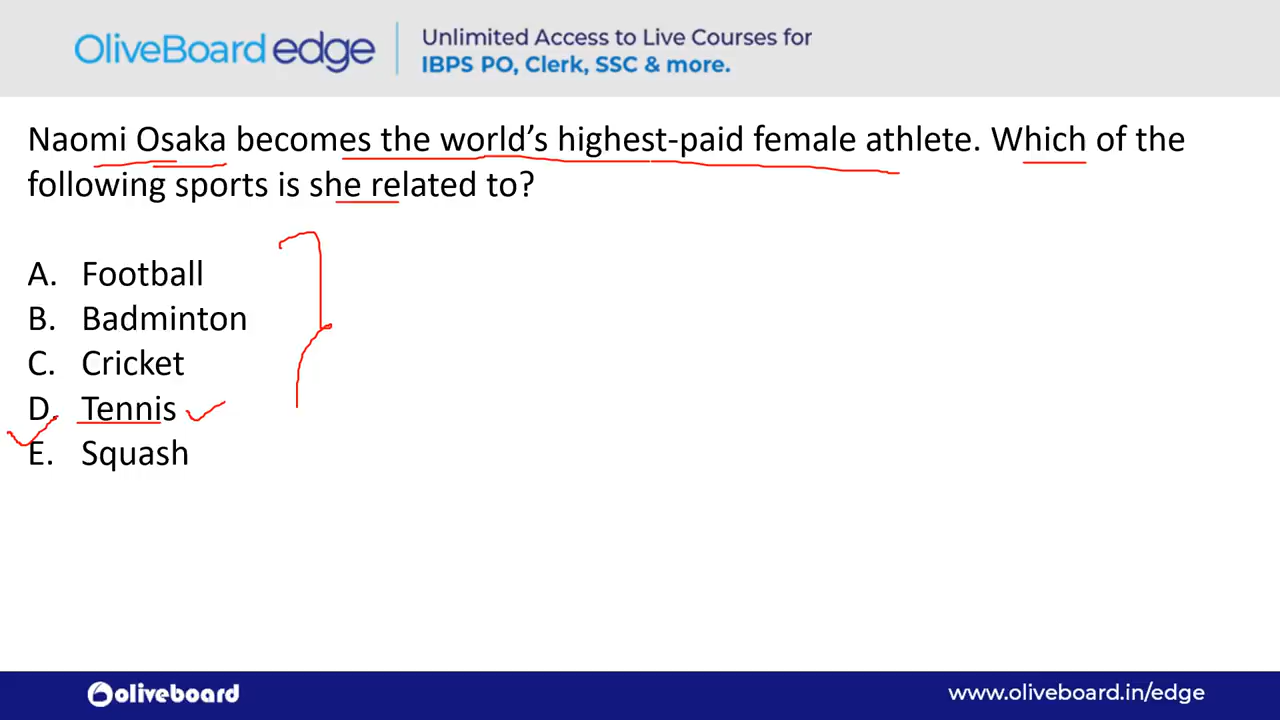 OliveBoard edge
Unlimited Access to Live Courses for
IBPS PO, Clerk, SSC & more.
Naomi Osaka becomes the world’s highest-paid female athlete. Which of the
following sports is she related to?
A. Football
B. Badminton
C. Cricket
D. Tennis
E. Squash
oliveboard
www.oliveboard.in/edge